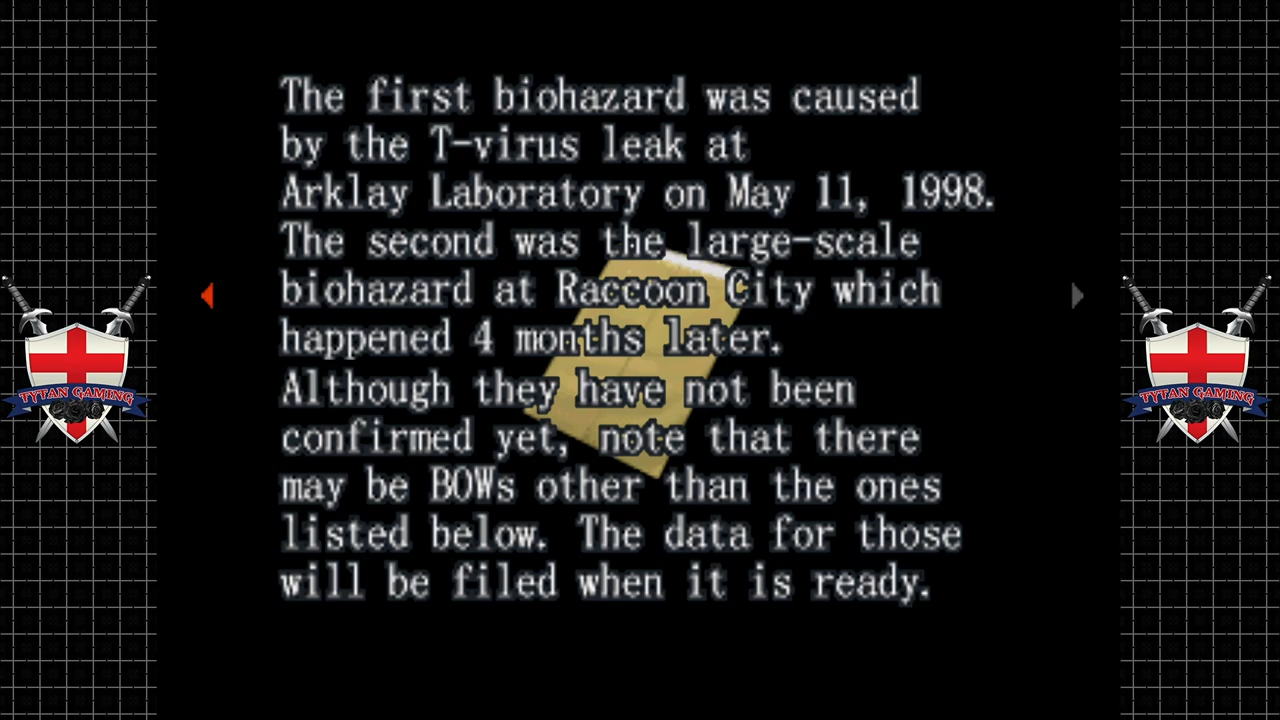 The first biohazard was caused
by the T-virus leak at
Arklay Laboratory on May 11, 1998.
The second was the large-scale
biohazard at Raccoon City which
happened 4 months later.
Although they have not been
confirmed yet, note that there
may be BOWs other than the ones
listed below. The data for those
will be filed when it is ready.
TYTAN GAMING
TYTAN GAMING